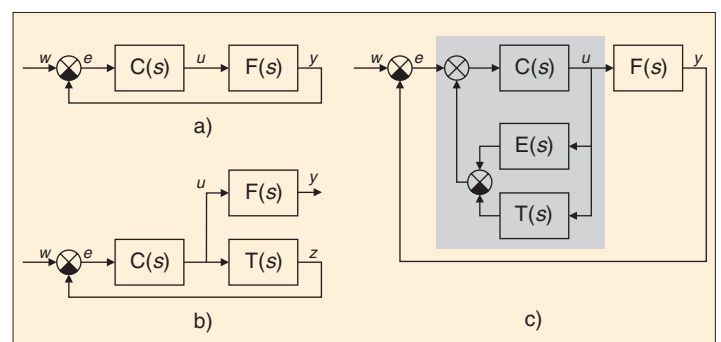 w e C(s) u F(s) y
a)
u F(s) y
w e C(s) T(s) z
b)
w e C(s) u F(s) y
E(s)
T(s)
c)